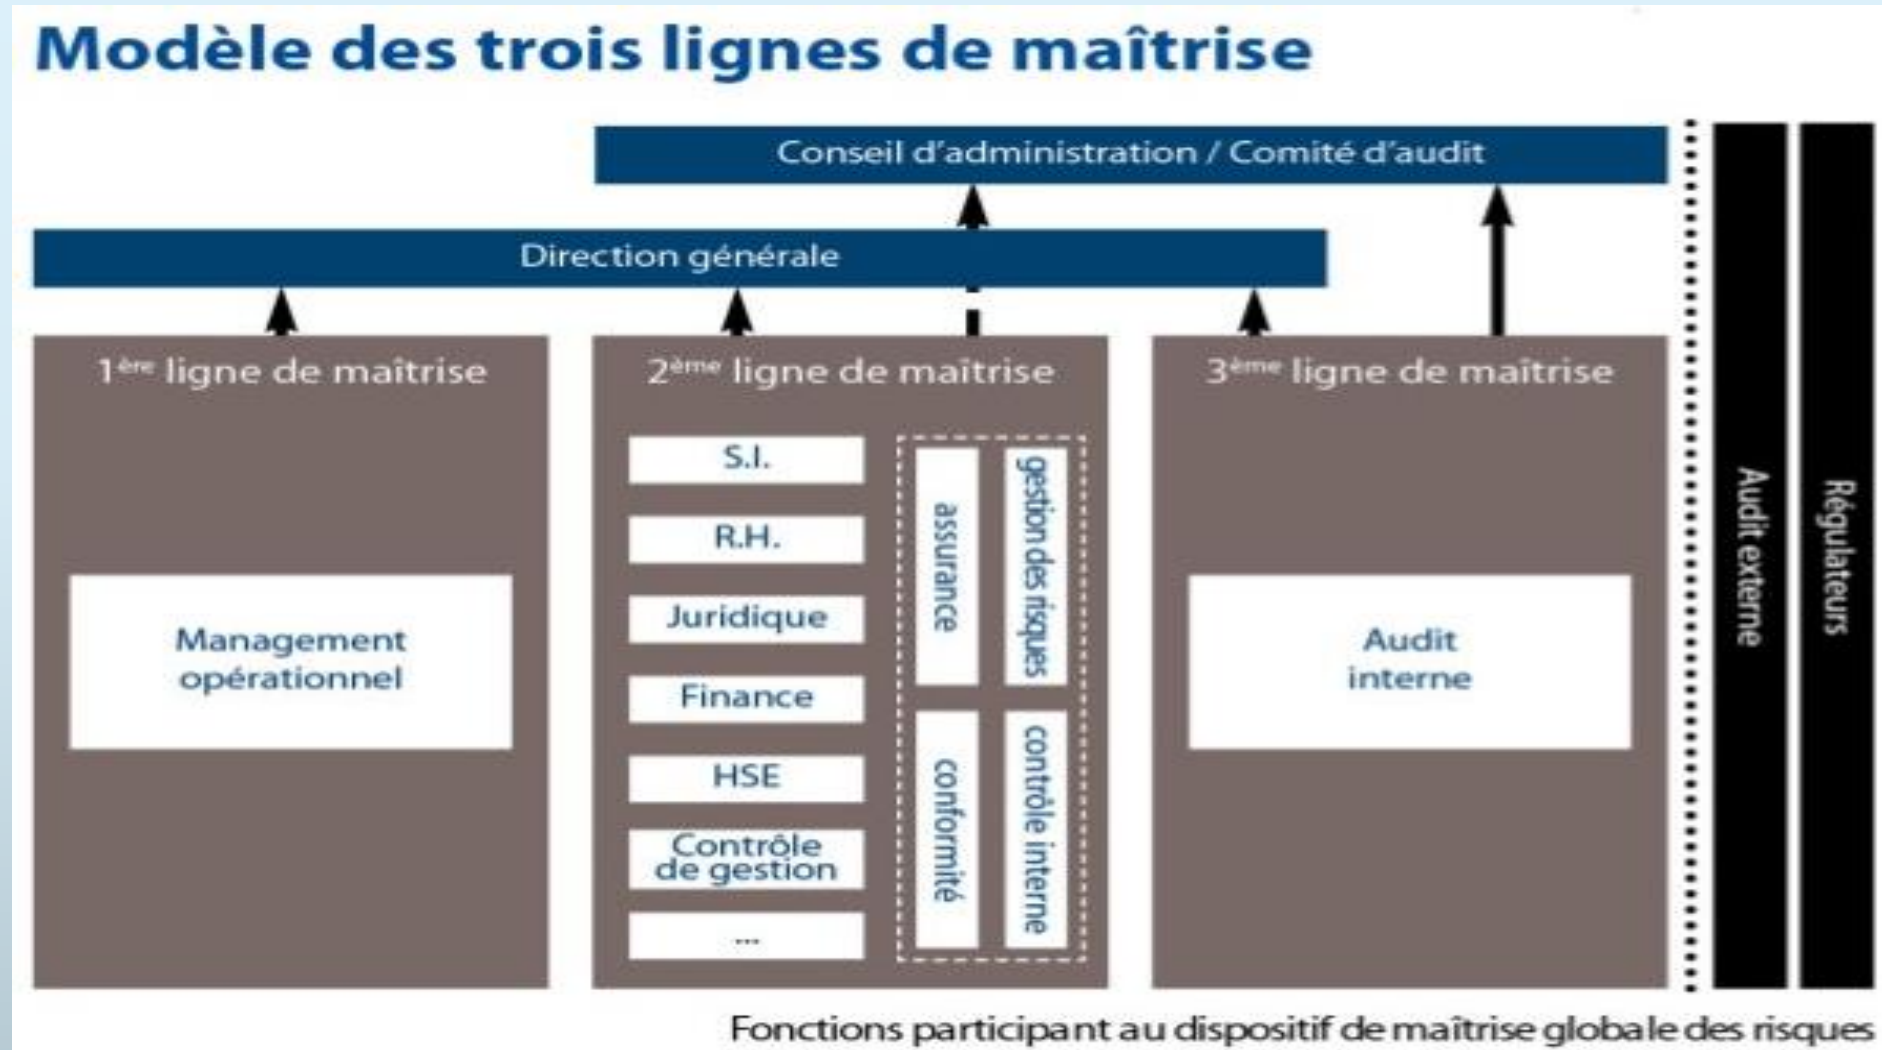 Modèle des trois lignes de maîtrise
Conseil d'administration / Comité d'audit
Direction générale
1ère ligne de maîtrise
Management
opérationnel
2ème ligne de maîtrise
S.I.
R.H.
Juridique
Finance
HSE
Contrôle
de gestion
...
assurance
gestion des risques
conformité
contrôle interne
3ème ligne de maîtrise
Audit
interne
Audit externe
Régulateurs
Fonctions participant au dispositif de maîtrise globale des risques